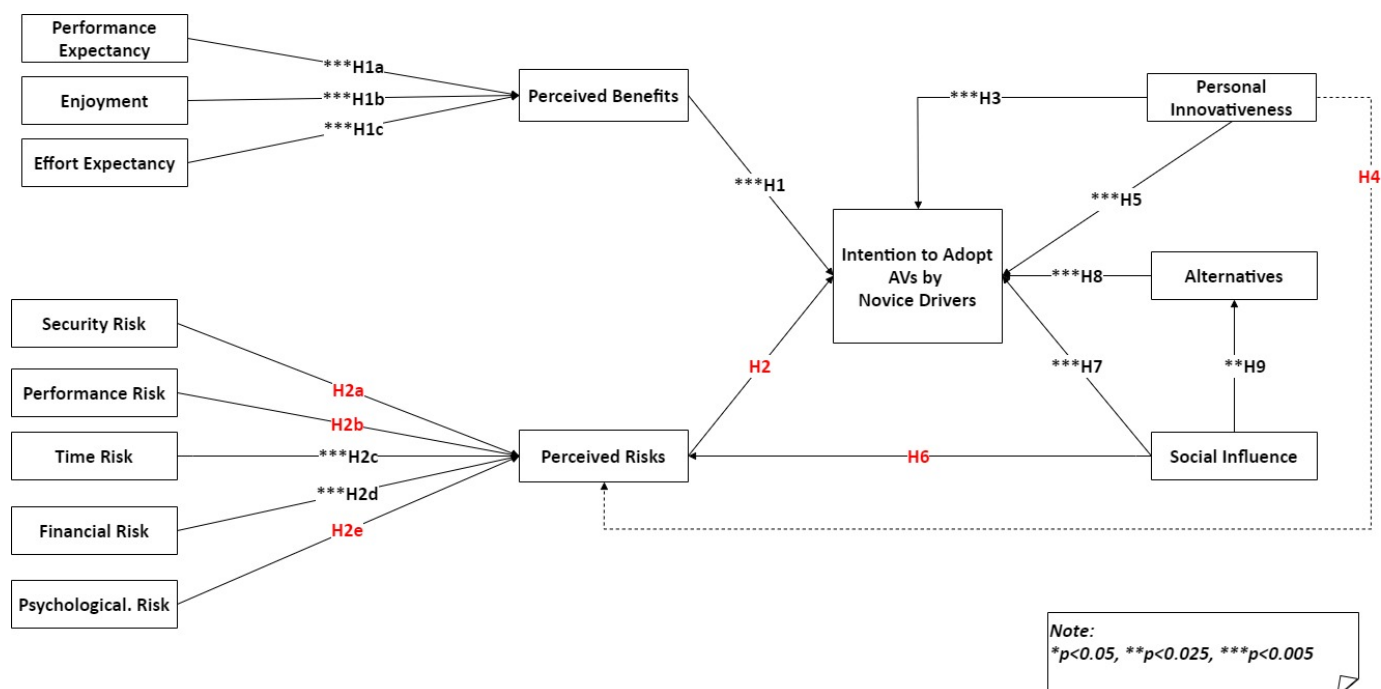 Performance
Expectancy
***H1a
Enjoyment
***H1b
Effort Expectancy
***H1c
Perceived Benefits
***H1
Personal
Innovativeness
***H3
H4
***H5
Intention to Adopt
AVs by
Novice Drivers
***H8
Alternatives
Security Risk
H2a
Performance Risk
H2b
Time Risk
***H2c
Financial Risk
***H2d
Psychological. Risk
H2e
Perceived Risks
H2
***H7
**H9
H6
Social Influence
Note:
*p<0.05, **p<0.025, ***p<0.005